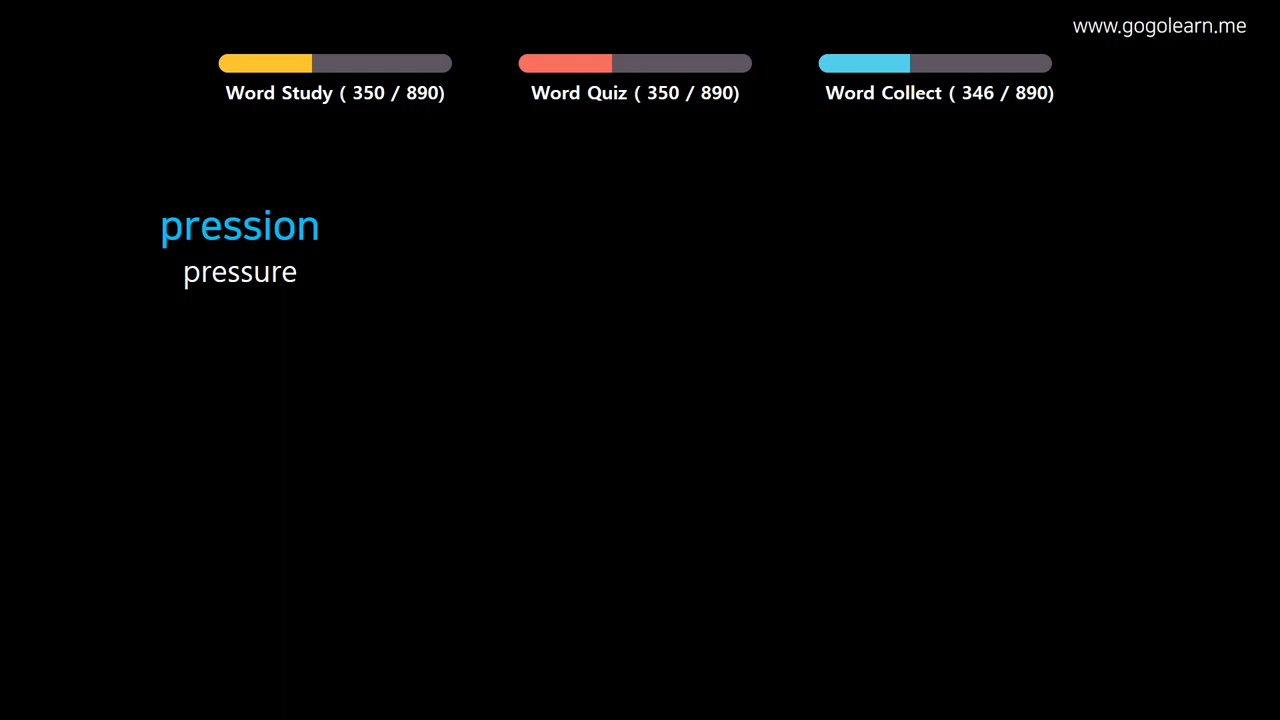 www.gogolearn.me
Word Study ( 350 / 890)
Word Quiz ( 350 / 890)
Word Collect ( 346 / 890)
pression
pressure